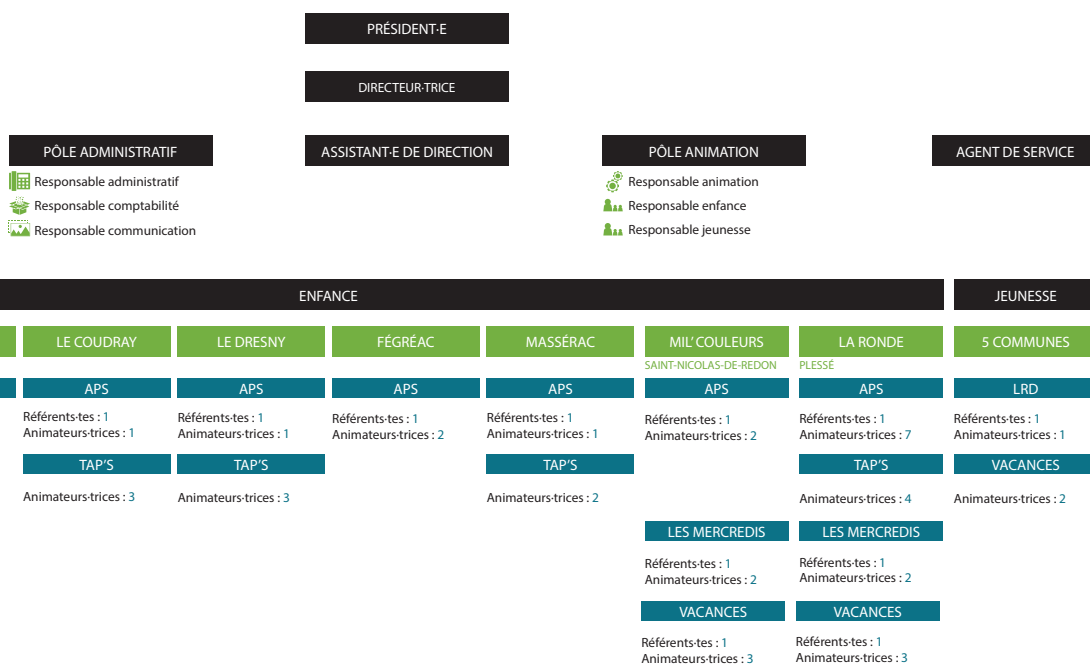 PRÉSIDENT·E
DIRECTEUR·TRICE
PÔLE ADMINISTRATIF
Responsable administratif
Responsable comptabilité
Responsable communication
ASSISTANT·E DE DIRECTION
PÔLE ANIMATION
Responsable animation
Responsable enfance
Responsable jeunesse
AGENT DE SERVICE
ENFANCE
LE COUDRAY
APS
Référents·tes : 1
Animateurs·trices : 1
TAP'S
Animateurs·trices : 3
LE DRESNY
APS
Référents·tes : 1
Animateurs·trices : 1
TAP'S
Animateurs·trices : 3
FÉGRÉAC
APS
Référents·tes : 1
Animateurs·trices : 2
MASSÉRAC
APS
Référents·tes : 1
Animateurs·trices : 1
TAP'S
Animateurs·trices : 2
MIL' COULEURS
SAINT-NICOLAS-DE-REDON
APS
Référents·tes : 1
Animateurs·trices : 2
LES MERCREDIS
Référents·tes : 1
Animateurs·trices : 2
VACANCES
Référents·tes : 1
Animateurs·trices : 3
LA RONDE
PLESSÉ
APS
Référents·tes : 1
Animateurs·trices : 7
TAP'S
Animateurs·trices : 4
LES MERCREDIS
Référents·tes : 1
Animateurs·trices : 2
VACANCES
Référents·tes : 1
Animateurs·trices : 3
JEUNESSE
5 COMMUNES
LRD
Référents·tes : 1
Animateurs·trices : 1
VACANCES
Animateurs·trices : 2